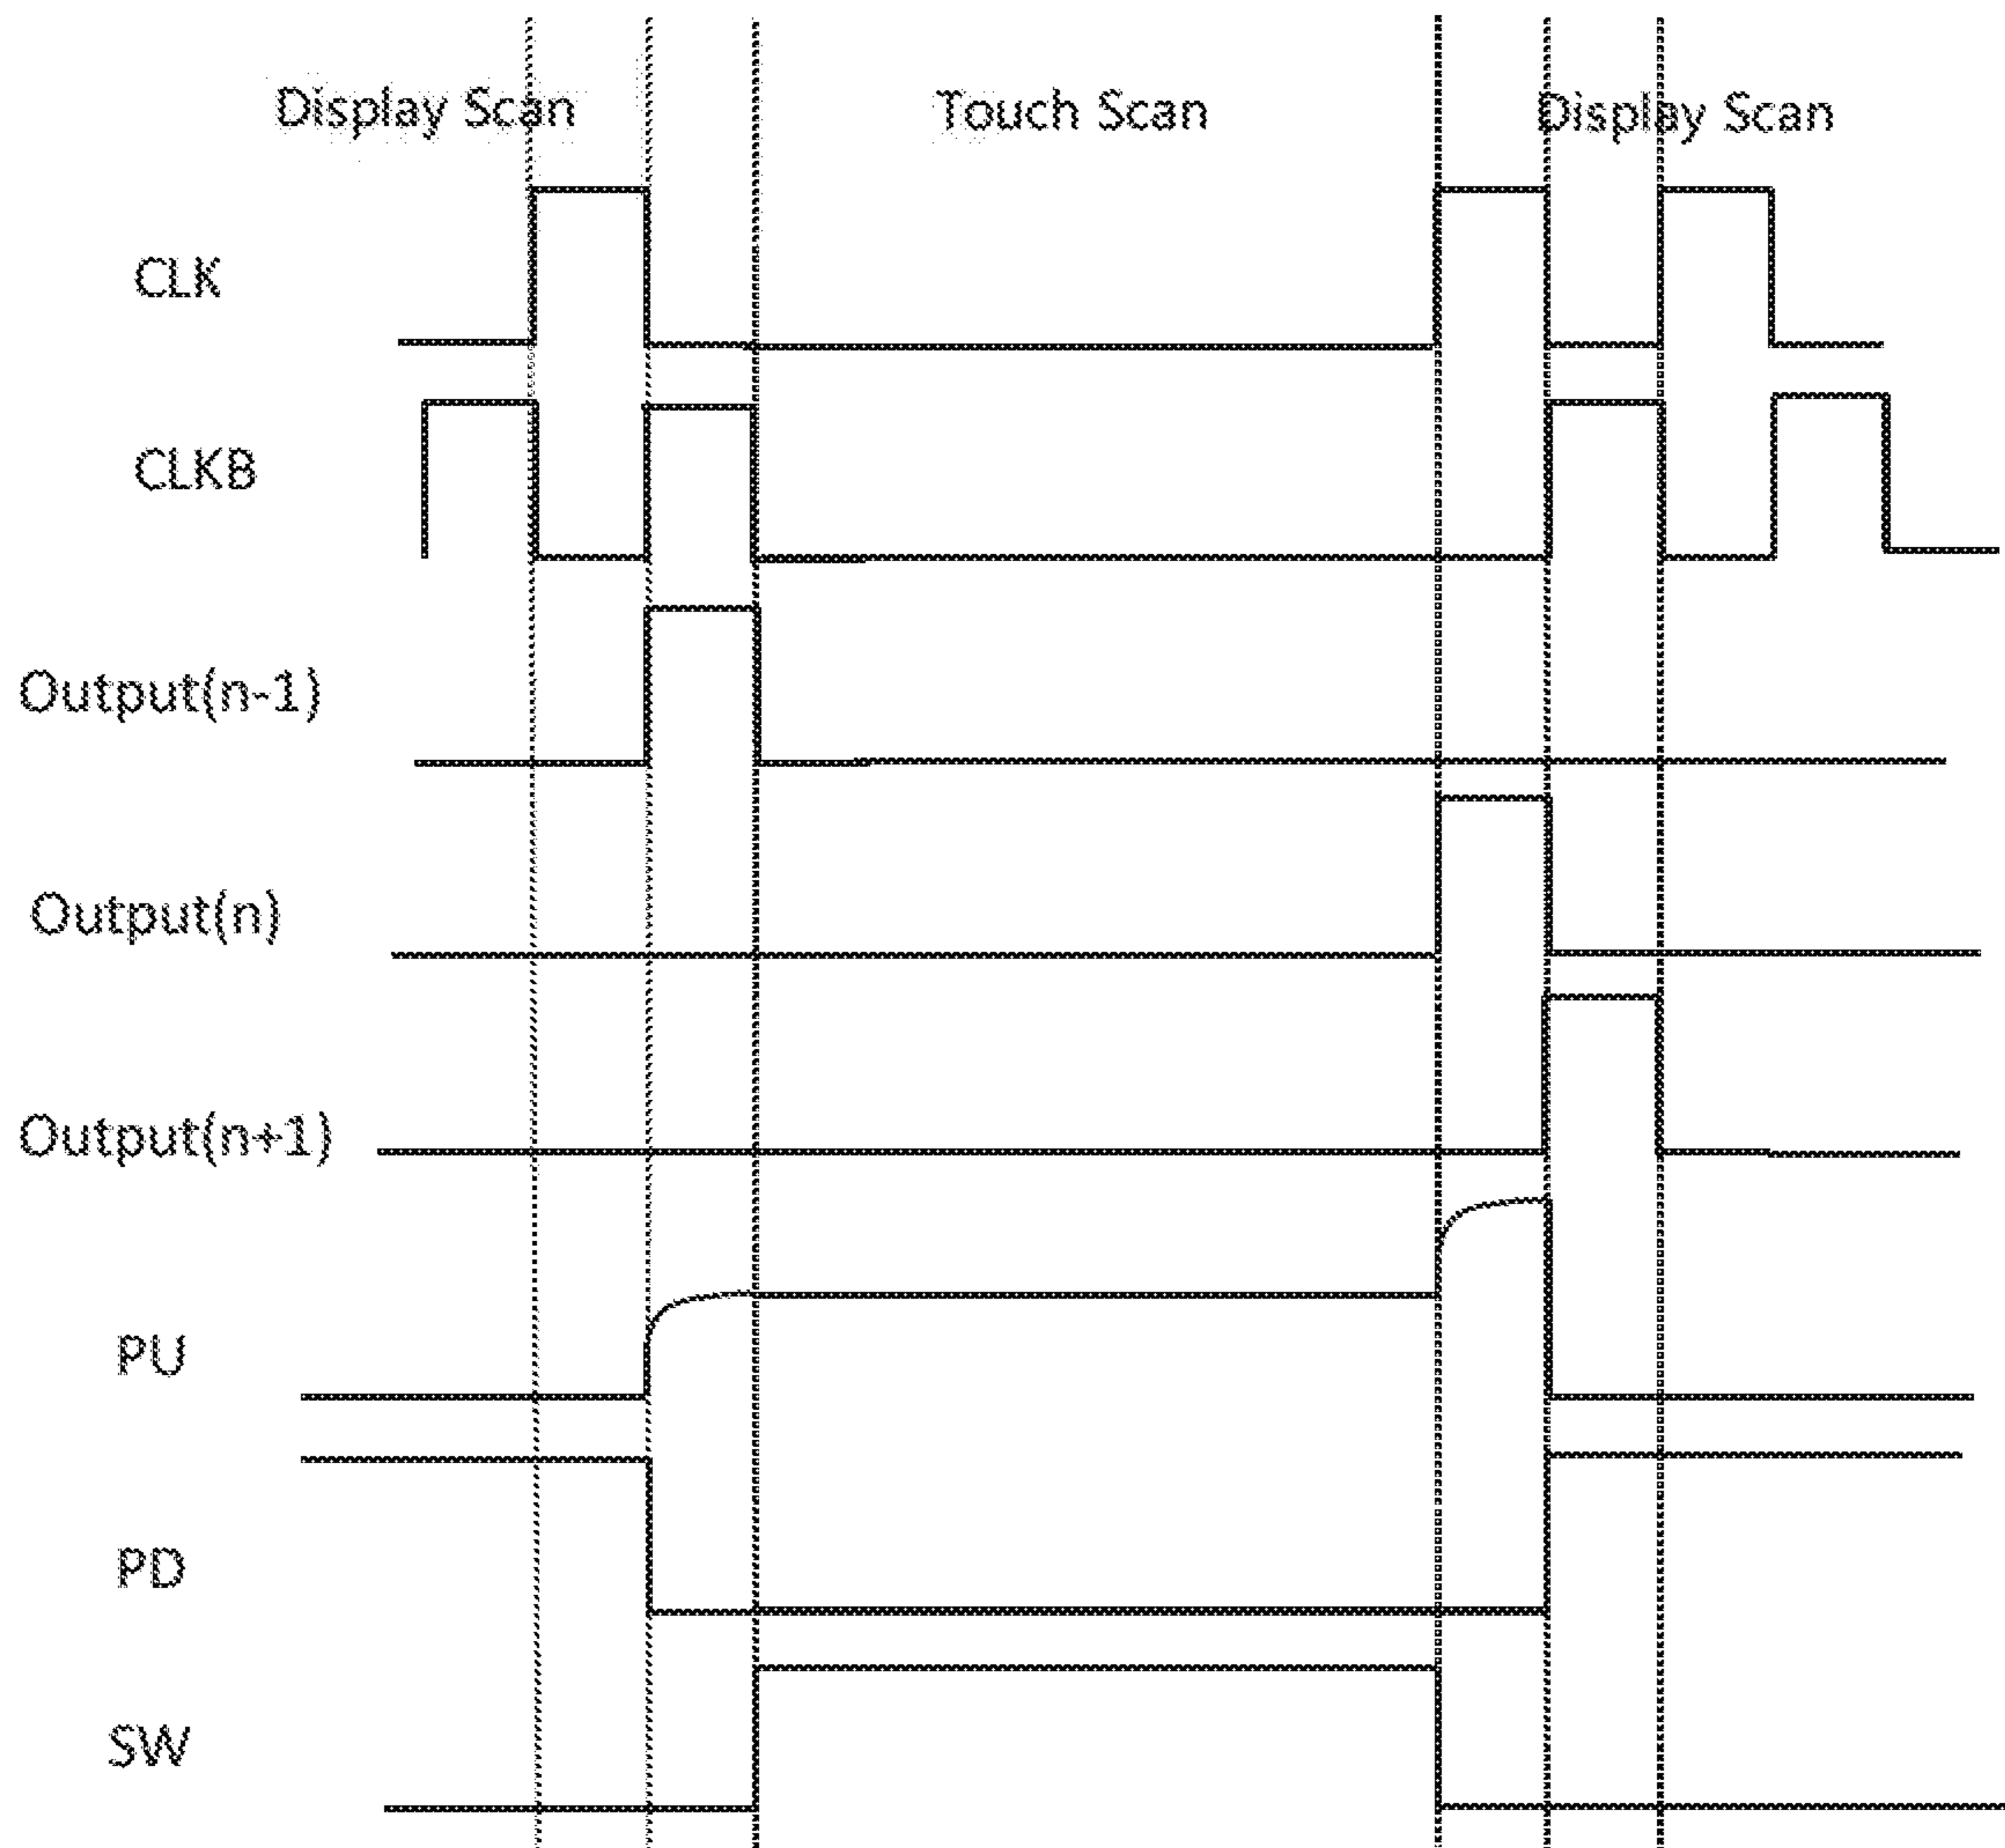 Display Scan
Touch Scan
Display Scan
CLK
CLKB
Output(n-1)
Output(n)
Output(n+1)
PU
PD
SW